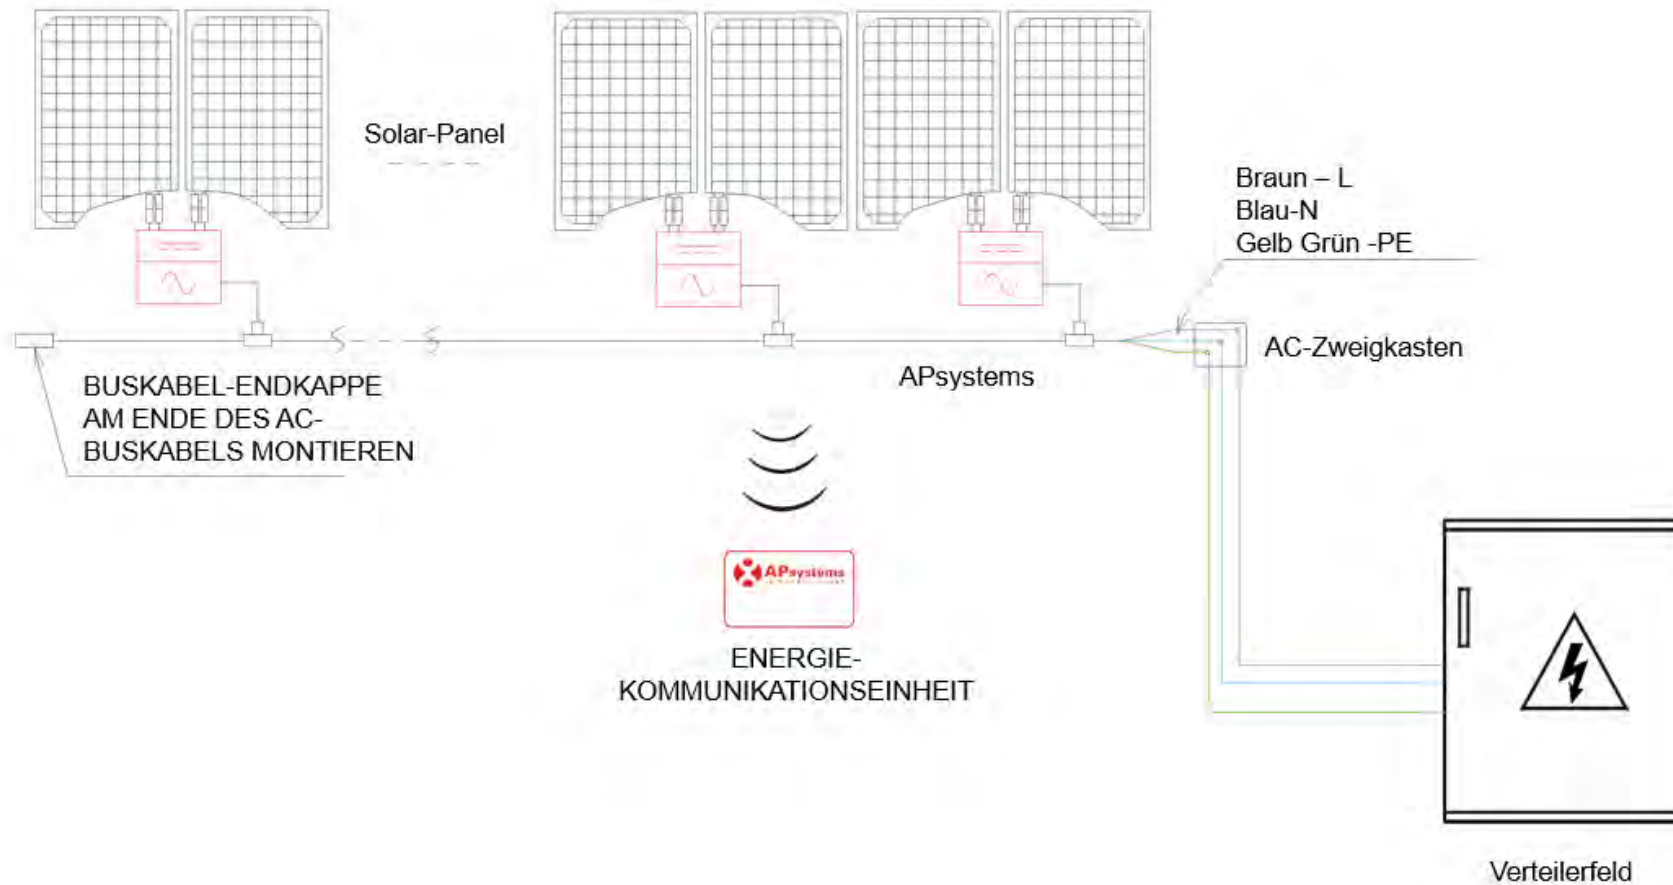 Solar-Panel
Braun – L
Blau-N
Gelb Grün -PE
AC-Zweigkasten
APsystems
BUSKABEL-ENDKAPPE
AM ENDE DES AC-
BUSKABELS MONTIEREN
APsystems
ENERGIE-
KOMMUNIKATIONSEINHEIT
Verteilerfeld